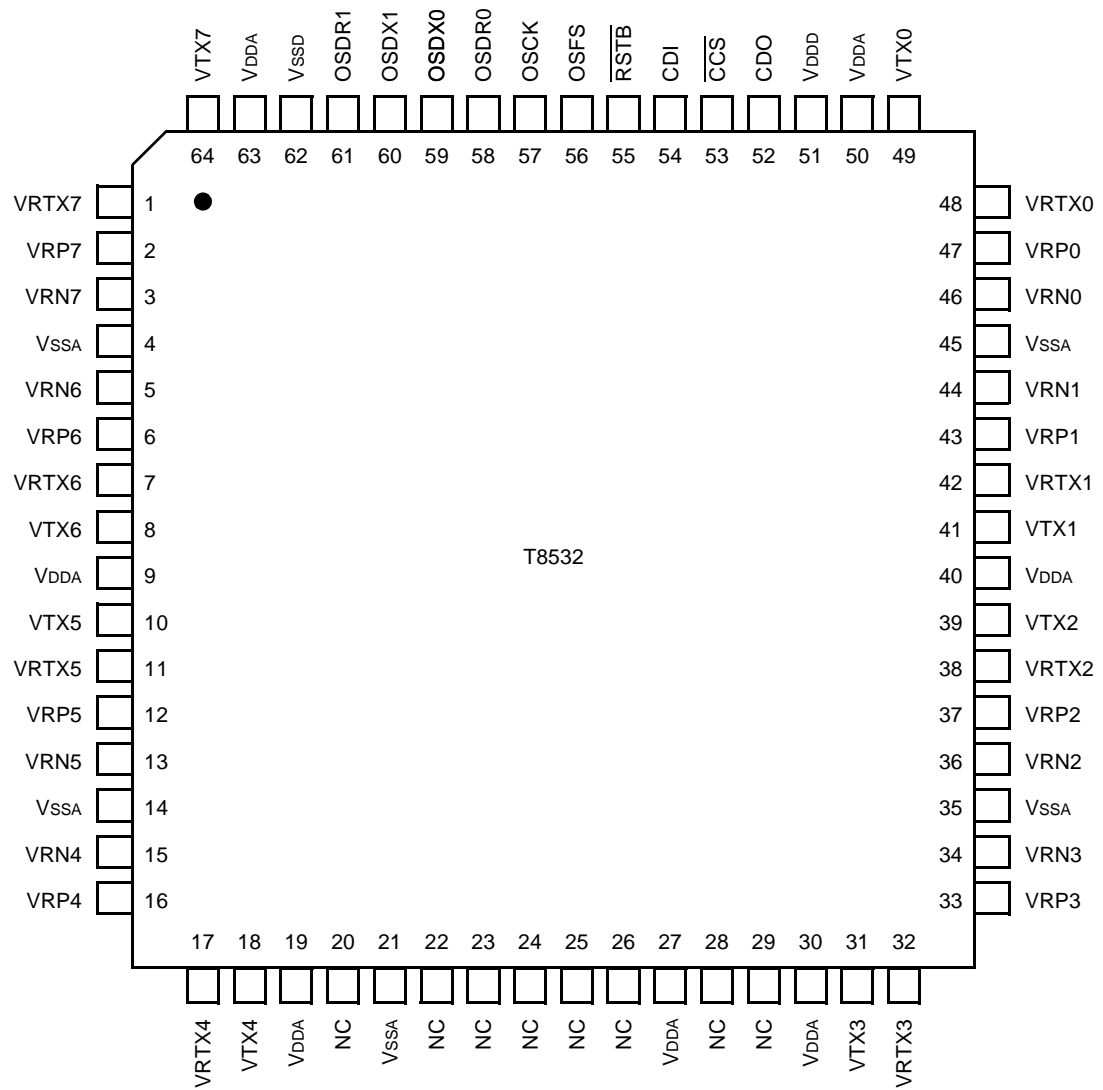 VTX7 VDDA VSSD OSDR1 OSDX1 OSDX0 OSDR0 OSCK OSFS R̅S̅T̅B̅ CDI C̅C̅S̅ CDO VDDD VDDA VTX0
64 63 62 61 60 59 58 57 56 55 54 53 52 51 50 49
VRTX7 1 48 VRTX0
VRP7 2 47 VRP0
VRN7 3 46 VRN0
VSSA 4 45 VSSA
VRN6 5 44 VRN1
VRP6 6 43 VRP1
VRTX6 7 42 VRTX1
VTX6 8 41 VTX1
T8532
VDDA 9 40 VDDA
VTX5 10 39 VTX2
VRTX5 11 38 VRTX2
VRP5 12 37 VRP2
VRN5 13 36 VRN2
VSSA 14 35 VSSA
VRN4 15 34 VRN3
VRP4 16 33 VRP3
17 18 19 20 21 22 23 24 25 26 27 28 29 30 31 32
VRTX4 VTX4 VDDA NC VSSA NC NC NC NC NC VDDA NC NC VDDA VTX3 VRTX3